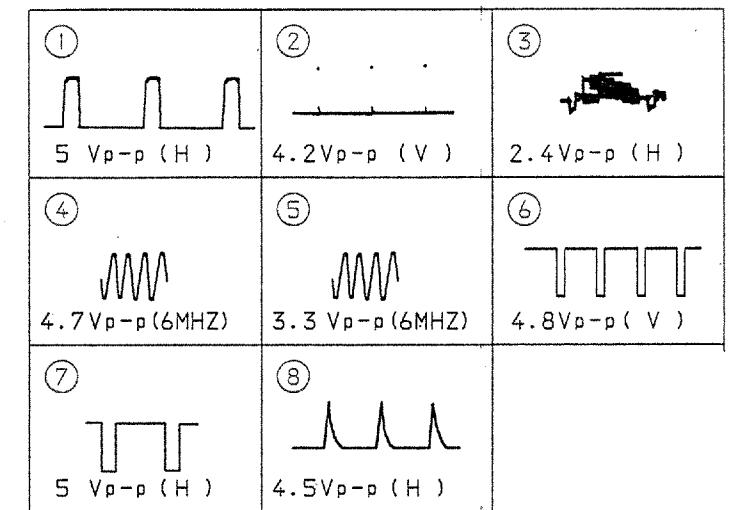 ① ② ③
5 Vp-p (H) 4.2Vp-p (V) 2.4Vp-p (H)
④ ⑤ ⑥
4.7Vp-p(6MHZ) 3.3 Vp-p(6MHZ) 4.8Vp-p( V )
⑦ ⑧
5 Vp-p (H) 4.5Vp-p (H)